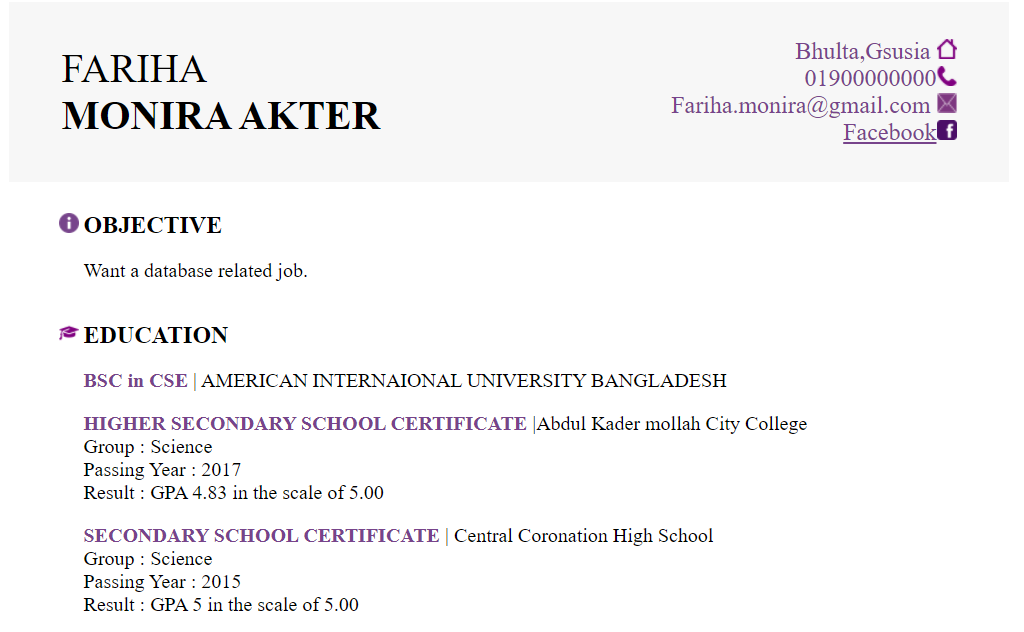 FARIHA
MONIRA AKTER
Bhulta,Gsusia
01900000000
Fariha.monira@gmail.com
Facebook
OBJECTIVE
Want a database related job.
EDUCATION
BSC in CSE | AMERICAN INTERNAIONAL UNIVERSITY BANGLADESH
HIGHER SECONDARY SCHOOL CERTIFICATE |Abdul Kader mollah City College
Group : Science
Passing Year : 2017
Result : GPA 4.83 in the scale of 5.00
SECONDARY SCHOOL CERTIFICATE | Central Coronation High School
Group : Science
Passing Year : 2015
Result : GPA 5 in the scale of 5.00